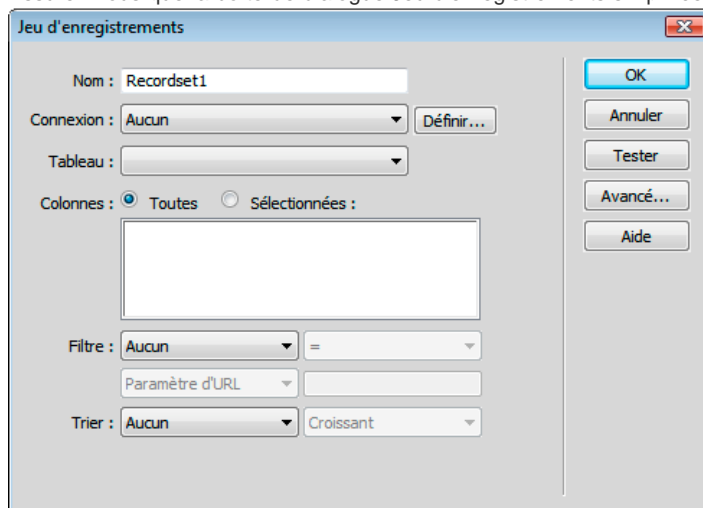 Jeu d'enregistrements
Nom : Recordset1
Connexion : Aucun Définir...
Tableau :
Colonnes : Toutes Sélectionnées :
Filtre : Aucun =
Paramètre d'URL
Trier : Aucun Croissant
OK
Annuler
Tester
Avancé...
Aide